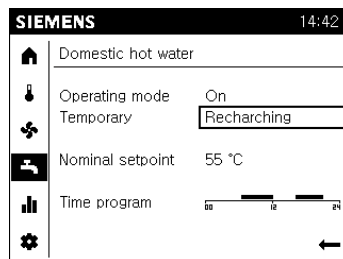 SIEMENS 14:42
Domestic hot water
Operating mode On
Temporary Recharching
Nominal setpoint 55 °C
Time program
00 12 24